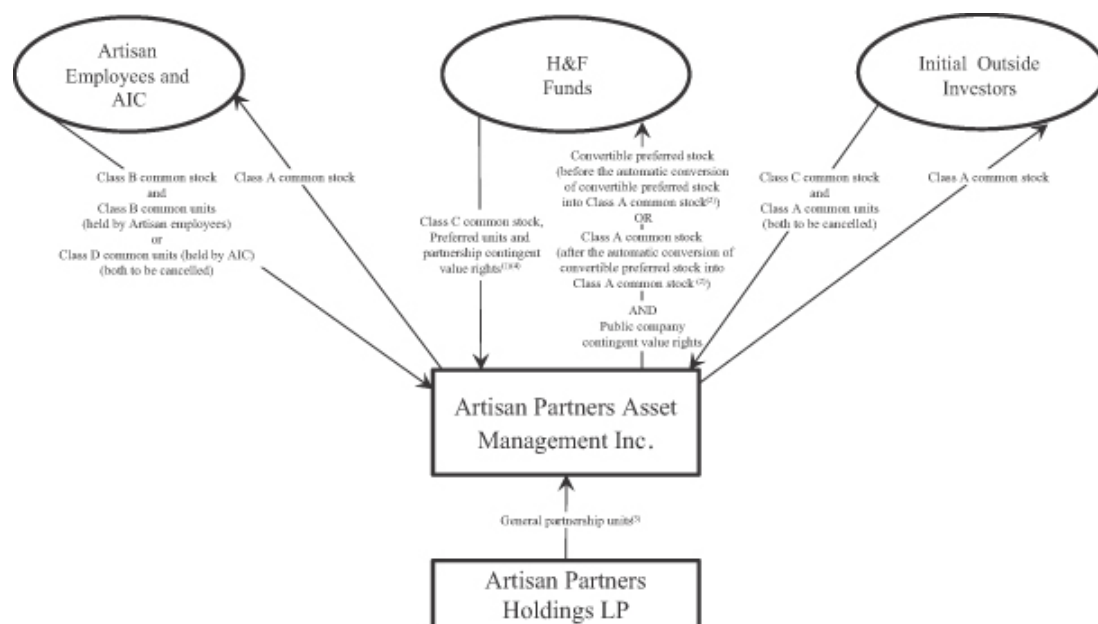 Artisan
Employees and
AIC
H&F
Funds
Initial Outside
Investors
Class B common stock
and
Class B common units
(held by Artisan employees)
or
Class D common units (held by AIC)
(both to be cancelled)
Class A common stock
Class C common stock,
Preferred units and
partnership contingent
value rights(1)(4)
Convertible preferred stock
(before the automatic conversion
of convertible preferred stock
into Class A common stock(2))
OR
Class A common stock
(after the automatic conversion of
convertible preferred stock into
Class A common stock(2))
AND
Public company
contingent value rights
Class C common stock
and
Class A common units
(both to be cancelled)
Class A common stock
Artisan Partners Asset
Management Inc.
General partnership units(3)
Artisan Partners
Holdings LP